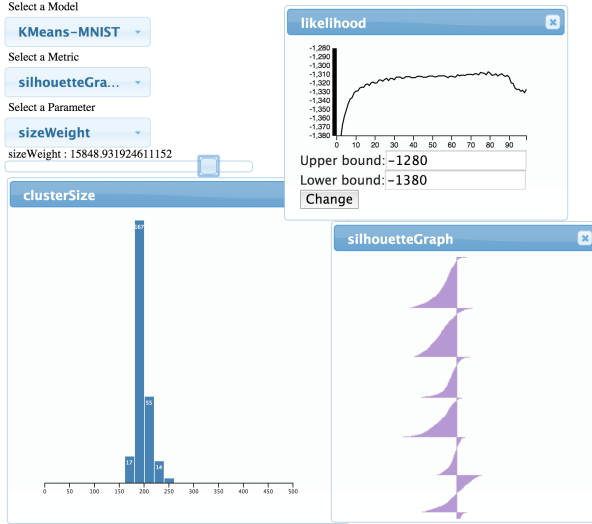 Select a Model
KMeans-MNIST
Select a Metric
silhouetteGra...
Select a Parameter
sizeWeight
sizeWeight : 15848.931924611152
clusterSize
167
55
17
14
0 50 100 150 200 250 300 350 400 450 500
likelihood
-1,280
-1,290
-1,300
-1,310
-1,320
-1,330
-1,340
-1,350
-1,360
-1,370
-1,380
0 10 20 30 40 50 60 70 80 90
Upper bound: -1280
Lower bound: -1380
Change
silhouetteGraph